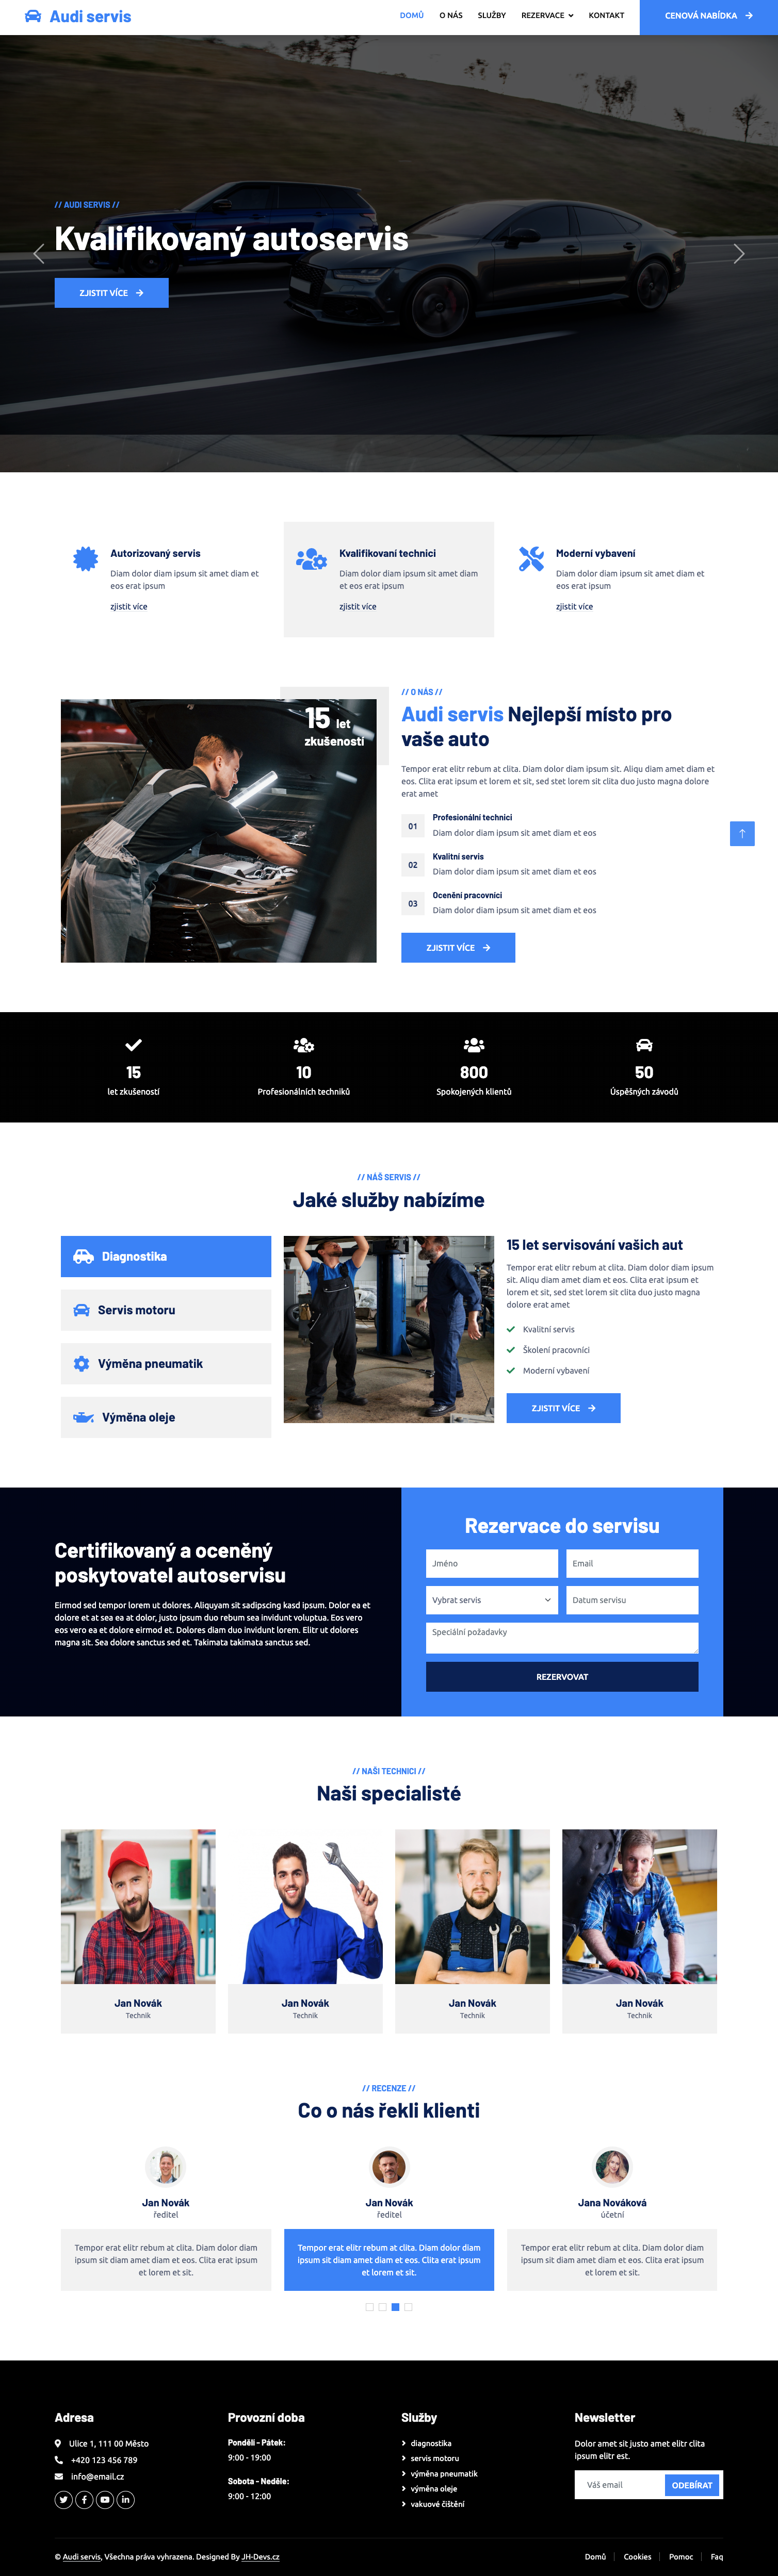 Audi servis
DOMŮ
O NÁS
SLUŽBY
REZERVACE
KONTAKT
CENOVÁ NABÍDKA
// AUDI SERVIS //
Kvalifikovaný autoservis
ZJISTIT VÍCE
Autorizovaný servis
Diam dolor diam ipsum sit amet diam et
eos erat ipsum
zjistit více
Kvalifikovaní technici
Diam dolor diam ipsum sit amet diam
et eos erat ipsum
zjistit více
Moderní vybavení
Diam dolor diam ipsum sit amet diam et
eos erat ipsum
zjistit více
15 let
zkušeností
// O NÁS //
Audi servis Nejlepší místo pro
vaše auto
Tempor erat elitr rebum at clita. Diam dolor diam ipsum sit. Aliqu diam amet diam et
eos. Clita erat ipsum et lorem et sit, sed stet lorem sit clita duo justo magna dolore
erat amet
01
Profesionální technici
Diam dolor diam ipsum sit amet diam et eos
02
Kvalitní servis
Diam dolor diam ipsum sit amet diam et eos
03
Ocenění pracovníci
Diam dolor diam ipsum sit amet diam et eos
ZJISTIT VÍCE
15
let zkušeností
10
Profesionálních techniků
800
Spokojených klientů
50
Úspěšných závodů
// NÁŠ SERVIS //
Jaké služby nabízíme
Diagnostika
Servis motoru
Výměna pneumatik
Výměna oleje
15 let servisování vašich aut
Tempor erat elitr rebum at clita. Diam dolor diam ipsum
sit. Aliqu diam amet diam et eos. Clita erat ipsum et
lorem et sit, sed stet lorem sit clita duo justo magna
dolore erat amet
Kvalitní servis
Školení pracovníci
Moderní vybavení
ZJISTIT VÍCE
Certifikovaný a oceněný
poskytovatel autoservisu
Eirmod sed tempor lorem ut dolores. Aliquyam sit sadipscing kasd ipsum. Dolor ea et
dolore et at sea ea at dolor, justo ipsum duo rebum sea invidunt voluptua. Eos vero
eos vero ea et dolore eirmod et. Dolores diam duo invidunt lorem. Elitr ut dolores
magna sit. Sea dolore sanctus sed et. Takimata takimata sanctus sed.
Rezervace do servisu
Jméno
Email
Vybrat servis
Datum servisu
Speciální požadavky
REZERVOVAT
// NAŠI TECHNICI //
Naši specialisté
Jan Novák
Technik
Jan Novák
Technik
Jan Novák
Technik
Jan Novák
Technik
// RECENZE //
Co o nás řekli klienti
Jan Novák
ředitel
Tempor erat elitr rebum at clita. Diam dolor diam
ipsum sit diam amet diam et eos. Clita erat ipsum
et lorem et sit.
Jan Novák
ředitel
Tempor erat elitr rebum at clita. Diam dolor diam
ipsum sit diam amet diam et eos. Clita erat ipsum
et lorem et sit.
Jana Nováková
účetní
Tempor erat elitr rebum at clita. Diam dolor diam
ipsum sit diam amet diam et eos. Clita erat ipsum
et lorem et sit.
Adresa
Ulice 1, 111 00 Město
+420 123 456 789
info@email.cz
Provozní doba
Pondělí - Pátek:
9:00 - 19:00
Sobota - Neděle:
9:00 - 12:00
Služby
diagnostika
servis motoru
výměna pneumatik
výměna oleje
vakuové čištění
Newsletter
Dolor amet sit justo amet elitr clita
ipsum elitr est.
Váš email
ODEBÍRAT
© Audi servis, Všechna práva vyhrazena. Designed By JH-Devs.cz
Domů
Cookies
Pomoc
Faq